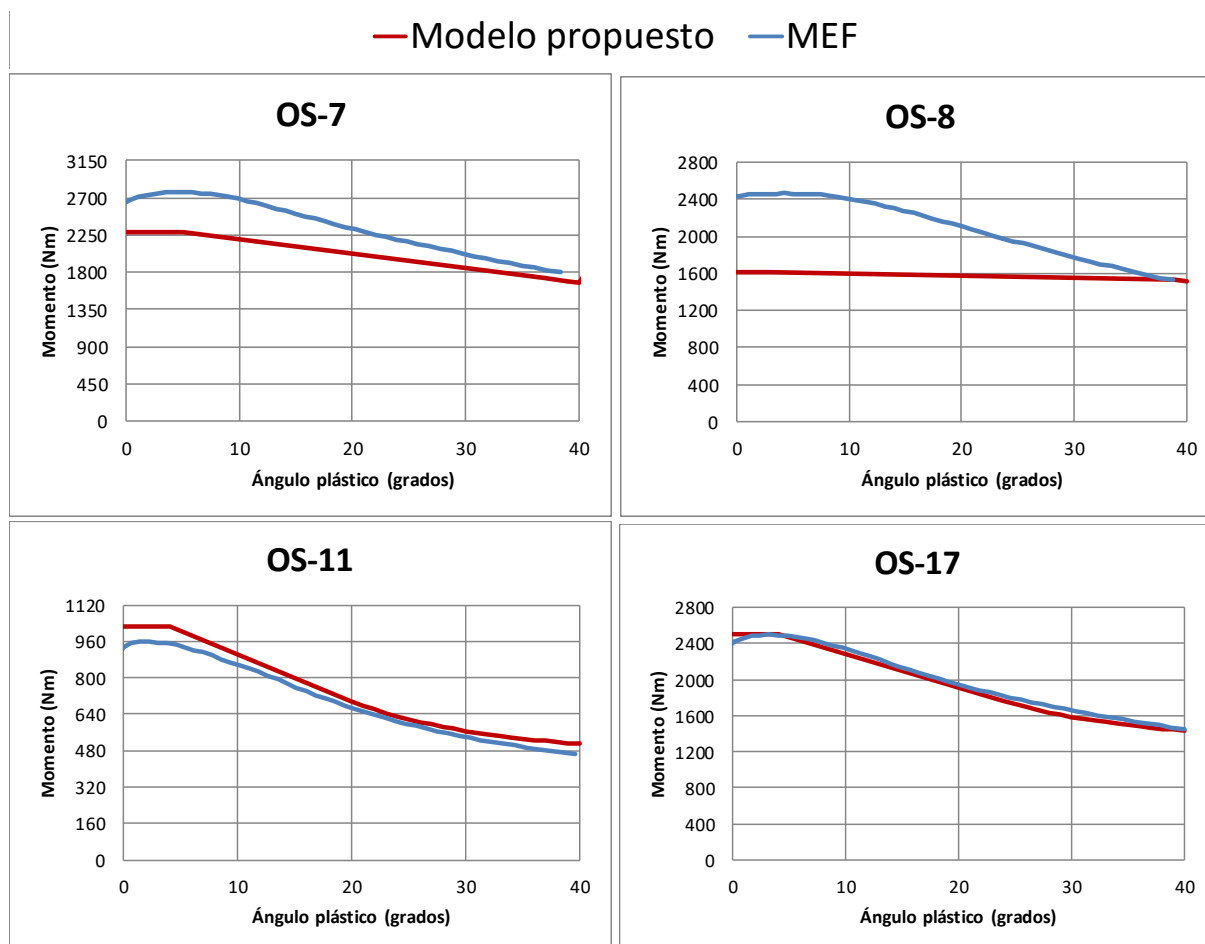 Modelo propuesto MEF
OS-7
Momento (Nm)
3150
2700
2250
1800
1350
900
450
0
0 10 20 30 40
Ángulo plástico (grados)
OS-8
Momento (Nm)
2800
2400
2000
1600
1200
800
400
0
0 10 20 30 40
Ángulo plástico (grados)
OS-11
Momento (Nm)
1120
960
800
640
480
320
160
0
0 10 20 30 40
Ángulo plástico (grados)
OS-17
Momento (Nm)
2800
2400
2000
1600
1200
800
400
0
0 10 20 30 40
Ángulo plástico (grados)